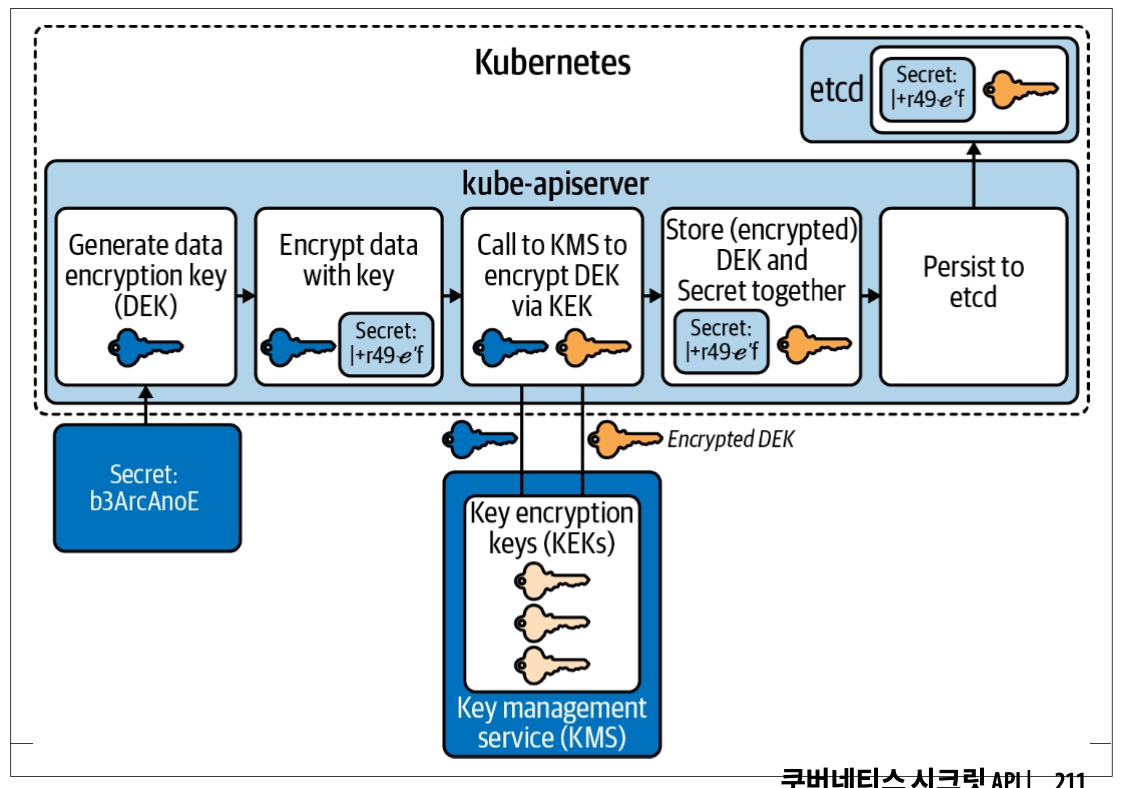 Kubernetes
etcd
Secret:
|+r49e'f
kube-apiserver
Generate data
encryption key
(DEK)
Encrypt data
with key
Secret:
|+r49e'f
Call to KMS to
encrypt DEK
via KEK
Store (encrypted)
DEK and
Secret together
Secret:
|+r49e'f
Persist to
etcd
Secret:
b3ArcAnoE
Encrypted DEK
Key encryption
keys (KEKs)
Key management
service (KMS)
쿠버네티스 시크릿 API | 211